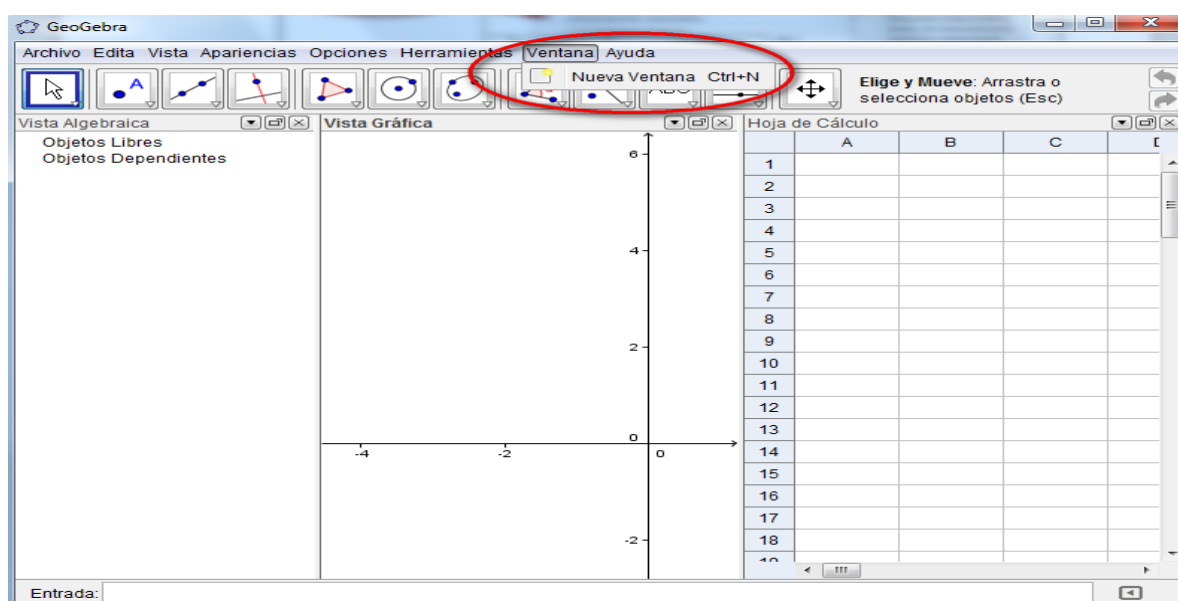 GeoGebra
Archivo Edita Vista Apariencias Opciones Herramientas Ventana Ayuda
Nueva Ventana Ctrl+N
A
ABC
Elige y Mueve: Arrastra o
selecciona objetos (Esc)
Vista Algebraica
Objetos Libres
Objetos Dependientes
Vista Gráfica
6
4
2
0
-4 -2 0
-2
Hoja de Cálculo
A B C
1
2
3
4
5
6
7
8
9
10
11
12
13
14
15
16
17
18
Entrada: